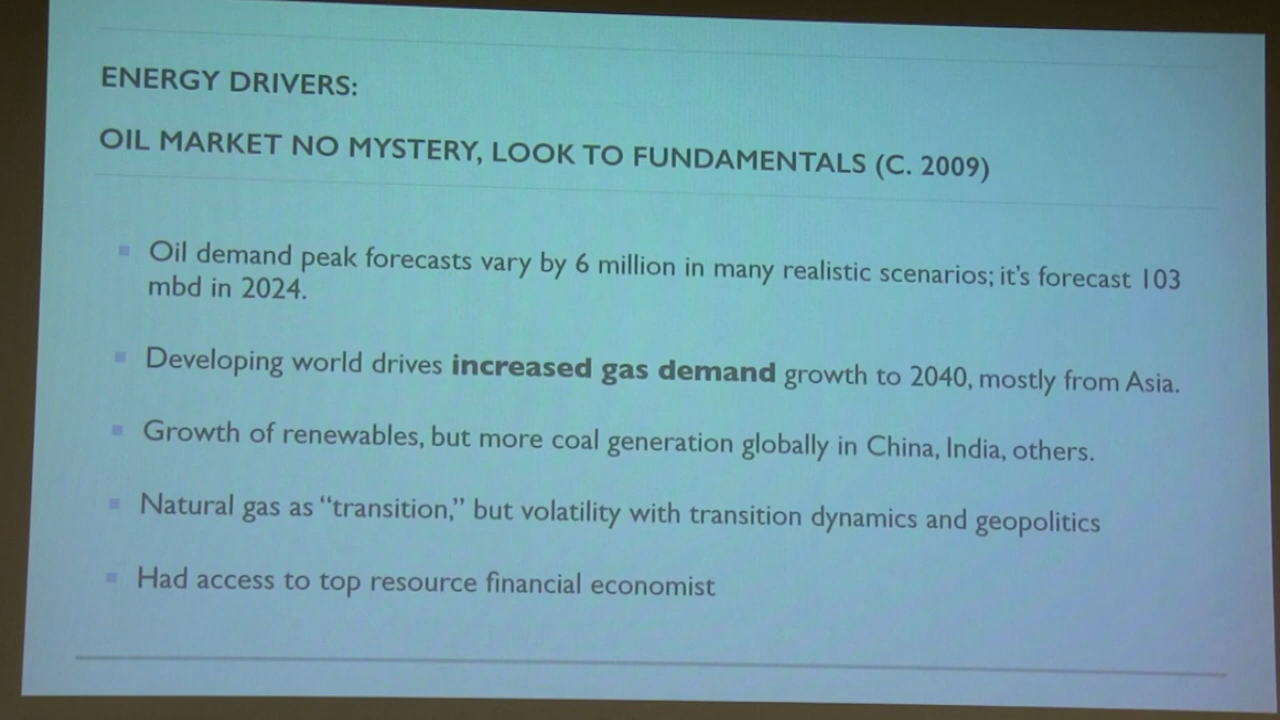 ENERGY DRIVERS:
OIL MARKET NO MYSTERY, LOOK TO FUNDAMENTALS (C. 2009)
Oil demand peak forecasts vary by 6 million in many realistic scenarios; it's forecast 103
mbd in 2024.
Developing world drives increased gas demand growth to 2040, mostly from Asia.
Growth of renewables, but more coal generation globally in China, India, others.
Natural gas as “transition,” but volatility with transition dynamics and geopolitics
Had access to top resource financial economist